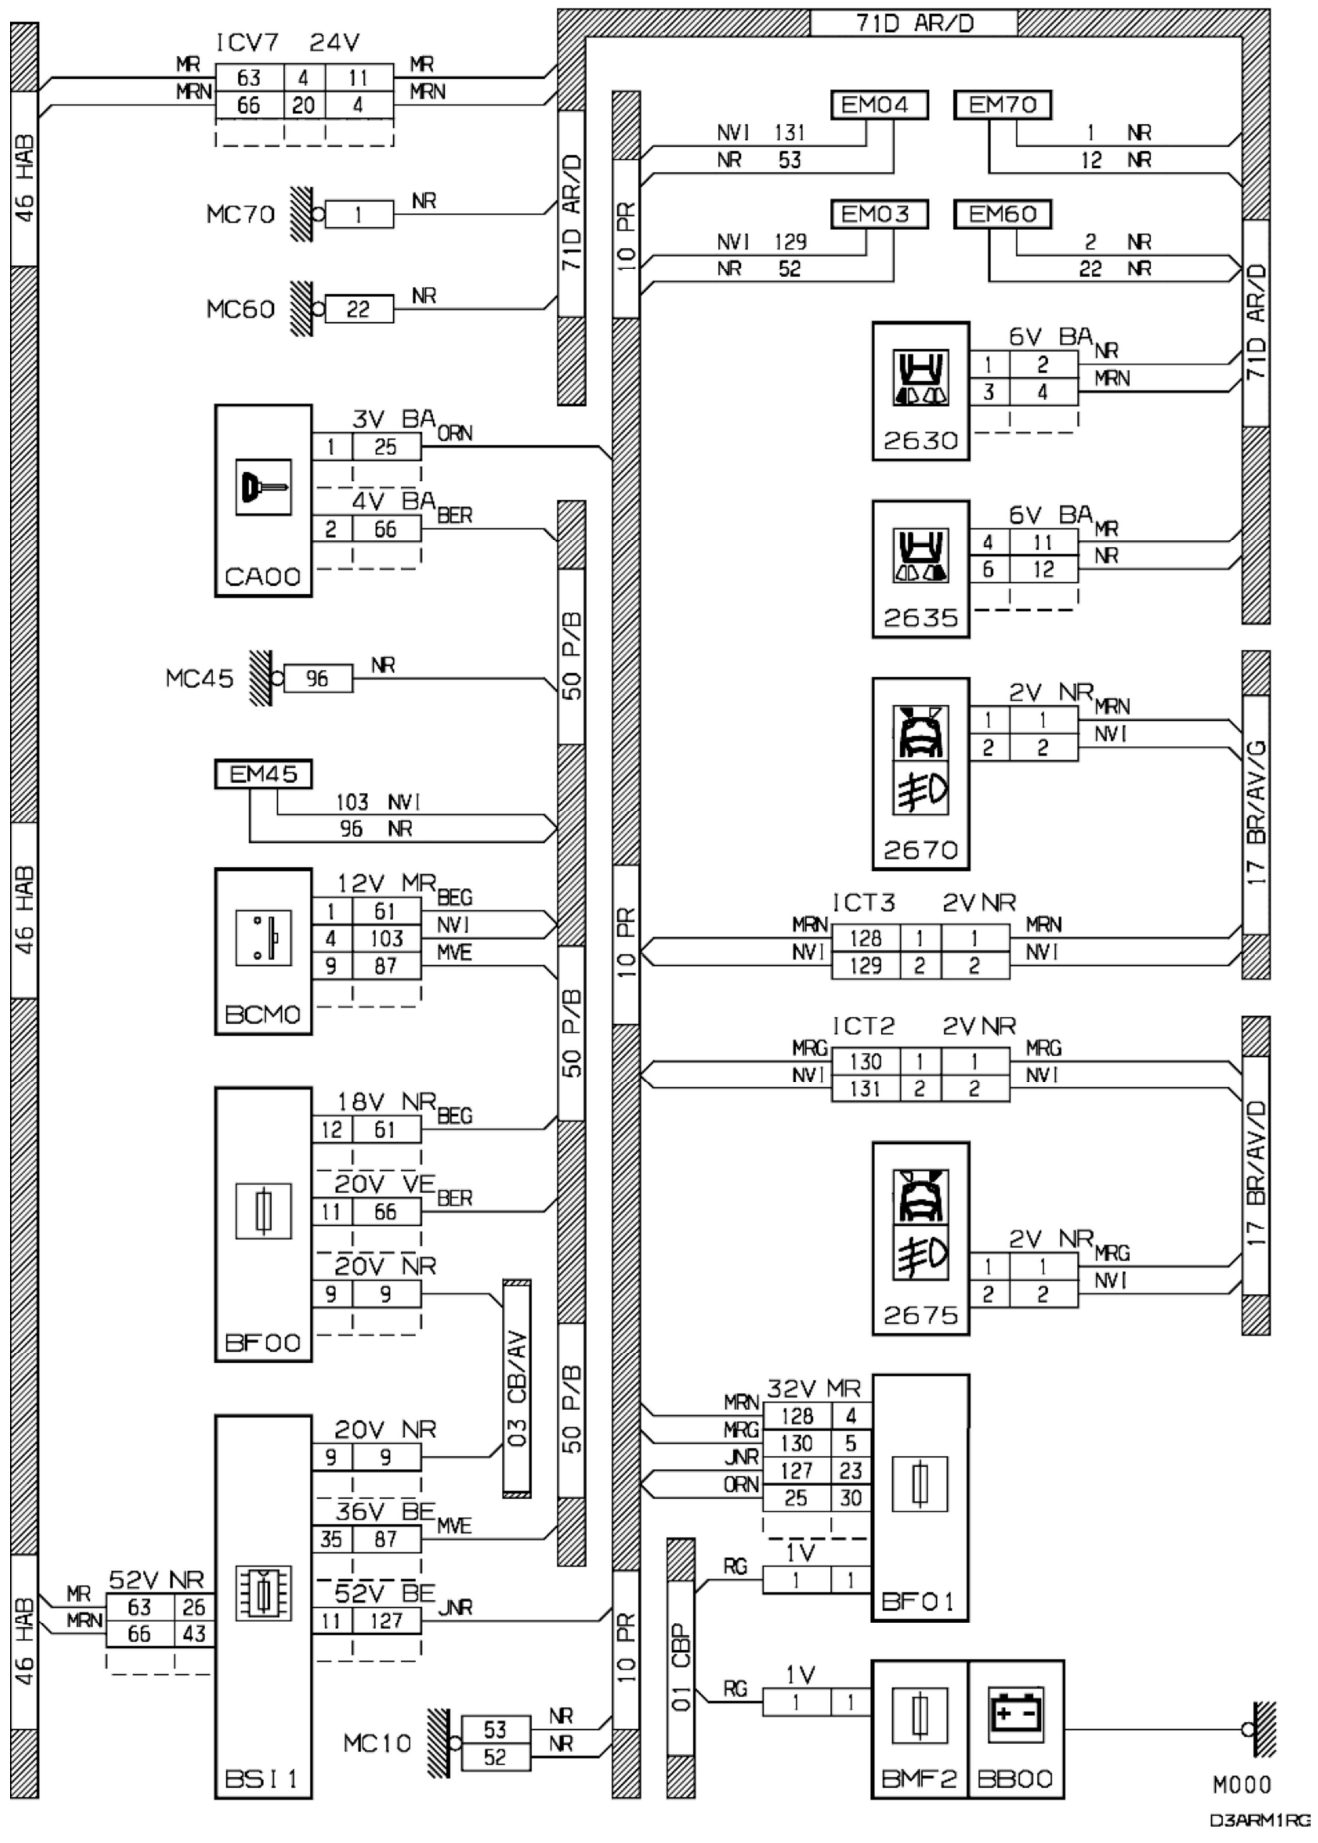 71D AR/D
ICV7 24V
MR 63 4 11 MR
MRN 66 20 4 MRN
46 HAB
MC70 1 NR
MC60 22 NR
71D AR/D
10 PR
EM04
NVI 131
NR 53
EM70
1 NR
12 NR
EM03
NVI 129
NR 52
EM60
2 NR
22 NR
71D AR/D
6V BA
1 2 NR
3 4 MRN
2630
3V BA
1 25 ORN
4V BA
2 66 BER
CA00
6V BA
4 11 MR
6 12 NR
2635
MC45 96 NR
50 P/B
2V NR
1 1 MRN
2 2 NVI
2670
17 BR/AV/G
EM45
103 NVI
96 NR
46 HAB
12V MR
1 61 BEG
4 103 NVI
9 87 MVE
BCM0
10 PR
ICT3 2V NR
MRN 128 1 1 MRN
NVI 129 2 2 NVI
50 P/B
ICT2 2V NR
MRG 130 1 1 MRG
NVI 131 2 2 NVI
18V NR
12 61 BEG
20V VE
11 66 BER
20V NR
9 9
BF00
17 BR/AV/D
2V NR
1 1 MRG
2 2 NVI
2675
03 CB/AV
50 P/B
20V NR
9 9
36V BE
35 87 MVE
52V BE
11 127 JNR
52V NR
MR 63 26
MRN 66 43
BSI1
46 HAB
32V MR
MRN 128 4
MRG 130 5
JNR 127 23
ORN 25 30
1V
RG 1 1
BF01
10 PR
01 CBP
MC10
53 NR
52 NR
1V
RG 1 1
BMF2
BB00
M000
D3ARM1RG